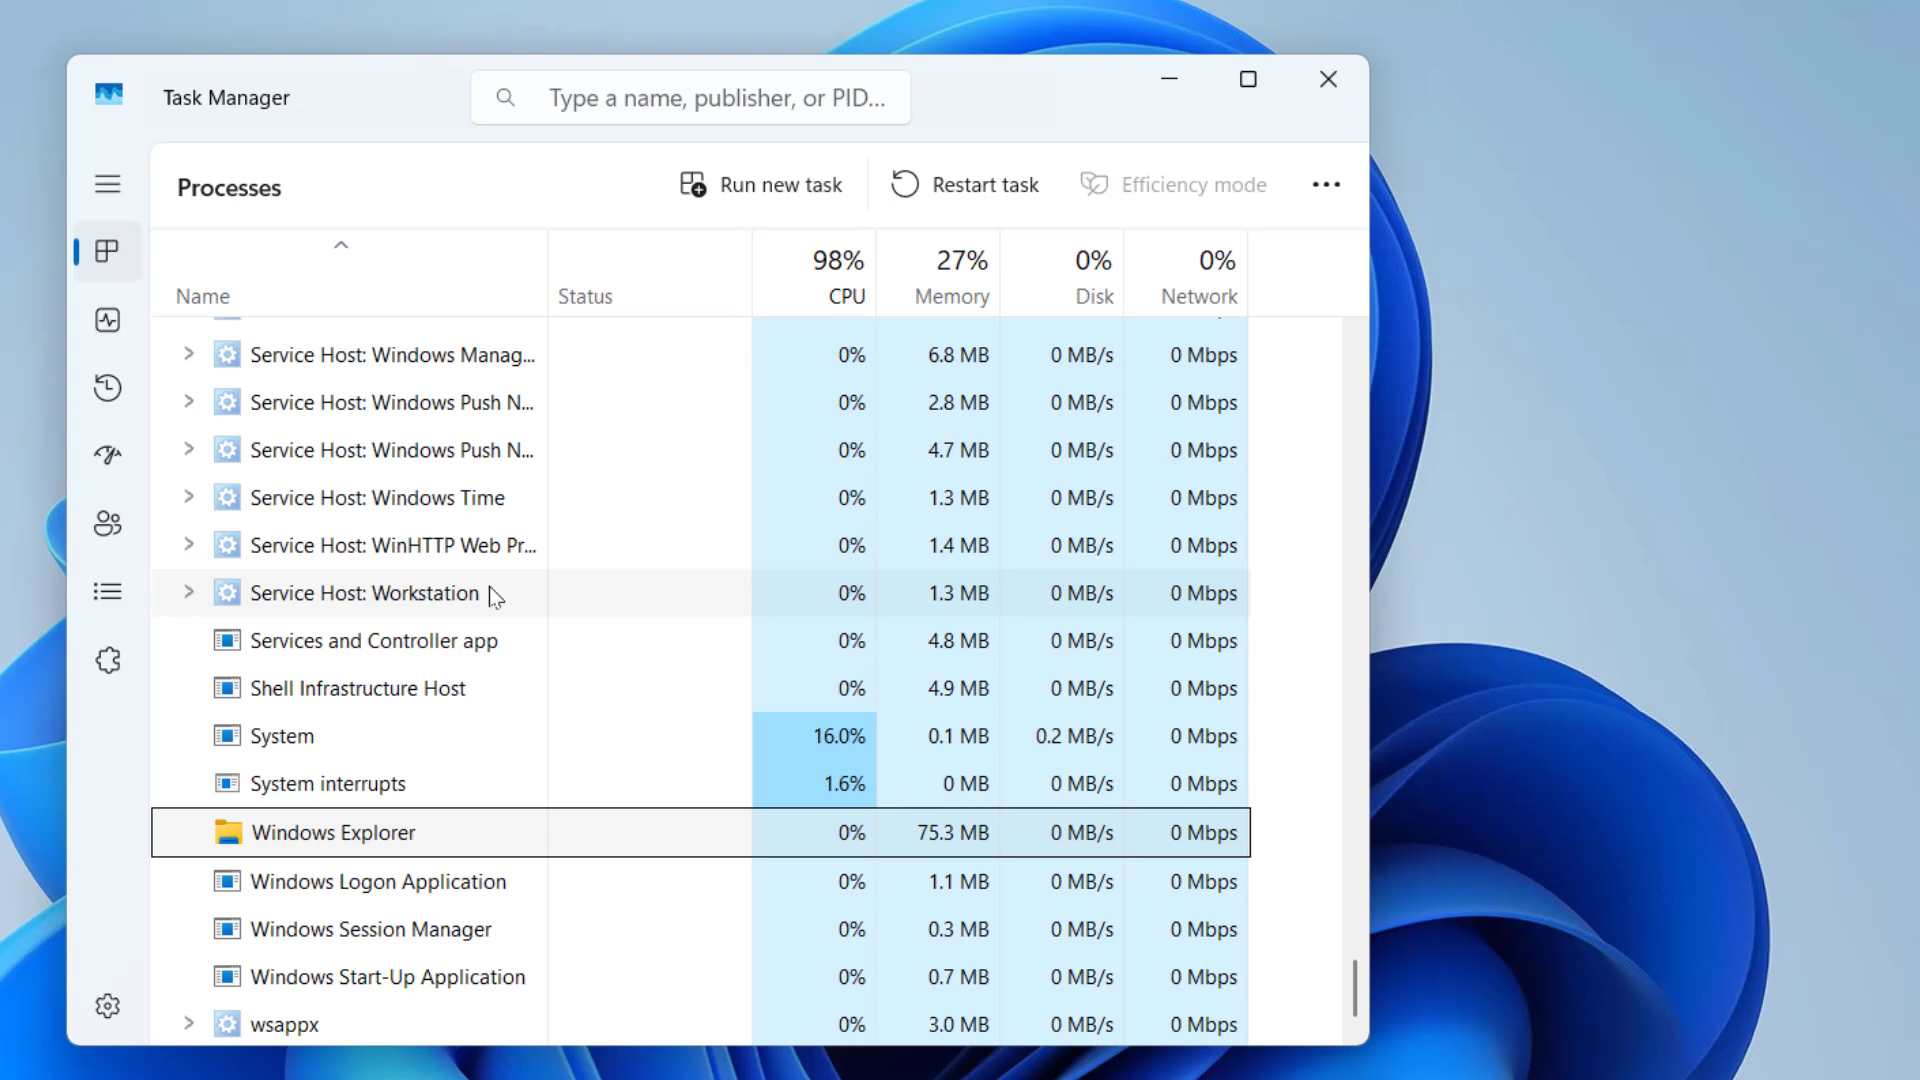 Task Manager
Type a name, publisher, or PID...
Processes
Run new task
Restart task
Efficiency mode
98% 27% 0% 0%
Name Status CPU Memory Disk Network
Service Host: Windows Manag... 0% 6.8 MB 0 MB/s 0 Mbps
Service Host: Windows Push N... 0% 2.8 MB 0 MB/s 0 Mbps
Service Host: Windows Push N... 0% 4.7 MB 0 MB/s 0 Mbps
Service Host: Windows Time 0% 1.3 MB 0 MB/s 0 Mbps
Service Host: WinHTTP Web Pr... 0% 1.4 MB 0 MB/s 0 Mbps
Service Host: Workstation 0% 1.3 MB 0 MB/s 0 Mbps
Services and Controller app 0% 4.8 MB 0 MB/s 0 Mbps
Shell Infrastructure Host 0% 4.9 MB 0 MB/s 0 Mbps
System 16.0% 0.1 MB 0.2 MB/s 0 Mbps
System interrupts 1.6% 0 MB 0 MB/s 0 Mbps
Windows Explorer 0% 75.3 MB 0 MB/s 0 Mbps
Windows Logon Application 0% 1.1 MB 0 MB/s 0 Mbps
Windows Session Manager 0% 0.3 MB 0 MB/s 0 Mbps
Windows Start-Up Application 0% 0.7 MB 0 MB/s 0 Mbps
wsappx 0% 3.0 MB 0 MB/s 0 Mbps